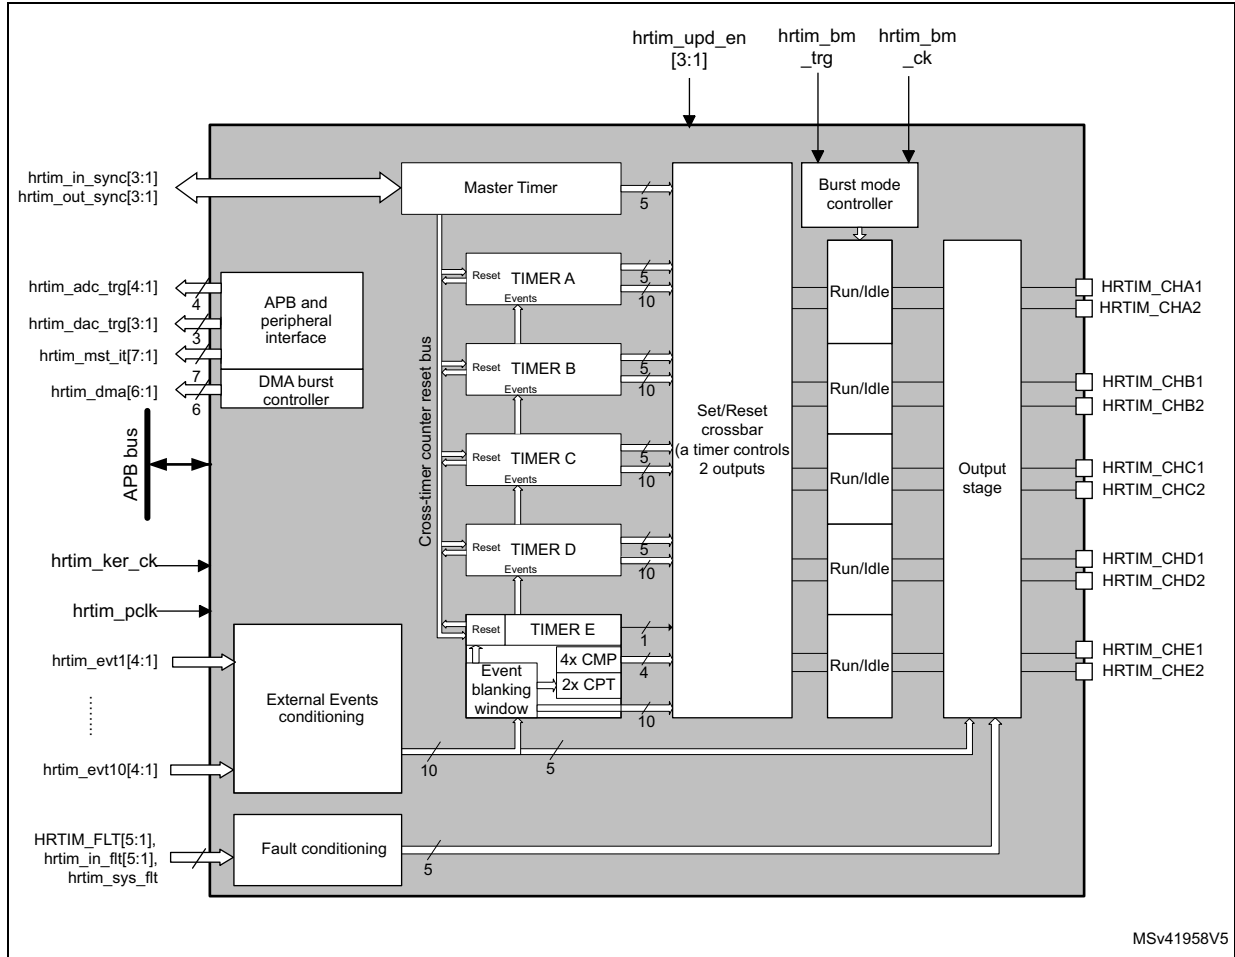 hrtim_upd_en
[3:1]
hrtim_bm
_trg
hrtim_bm
_ck
hrtim_in_sync[3:1]
hrtim_out_sync[3:1]
Master Timer
5
Burst mode
controller
hrtim_adc_trg[4:1]
4
hrtim_dac_trg[3:1]
3
hrtim_mst_it[7:1]
7
hrtim_dma[6:1]
6
APB and
peripheral
interface
DMA burst
controller
APB bus
Cross-timer counter reset bus
Reset
TIMER A
Events
5
10
Reset
TIMER B
Events
5
10
Reset
TIMER C
Events
5
10
Reset
TIMER D
Events
5
10
Reset
TIMER E
1
4x CMP
4
2x CPT
Event
blanking
window
10
Set/Reset
crossbar
(a timer controls
2 outputs
Run/Idle
Run/Idle
Run/Idle
Run/Idle
Run/Idle
Output
stage
HRTIM_CHA1
HRTIM_CHA2
HRTIM_CHB1
HRTIM_CHB2
HRTIM_CHC1
HRTIM_CHC2
HRTIM_CHD1
HRTIM_CHD2
HRTIM_CHE1
HRTIM_CHE2
hrtim_ker_ck
hrtim_pclk
hrtim_evt1[4:1]
........
hrtim_evt10[4:1]
External Events
conditioning
10
5
HRTIM_FLT[5:1],
hrtim_in_flt[5:1],
hrtim_sys_flt
Fault conditioning
5
MSv41958V5